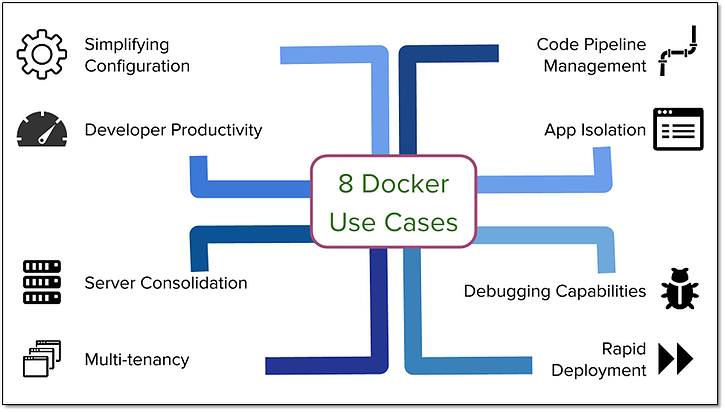 Simplifying
Configuration
Code Pipeline
Management
Developer Productivity
App Isolation
8 Docker
Use Cases
Server Consolidation
Debugging Capabilities
Multi-tenancy
Rapid
Deployment